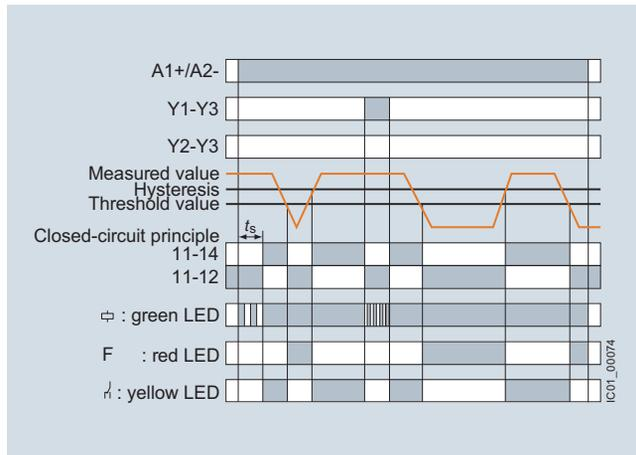 A1+/A2-
Y1-Y3
Y2-Y3
Measured value
Hysteresis
Threshold value
ts
Closed-circuit principle
11-14
11-12
: green LED
F : red LED
: yellow LED
IC01_00074